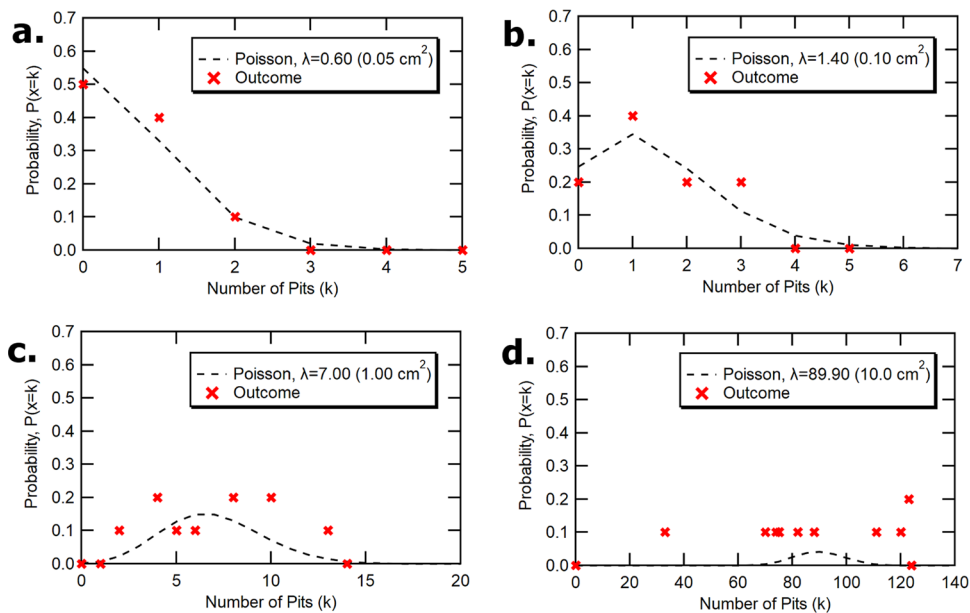 a.
0.7
0.6
0.5
0.4
0.3
0.2
0.1
0.0
Probability, P(x=k)
Poisson, λ=0.60 (0.05 cm²)
Outcome
0 1 2 3 4 5
Number of Pits (k)
b.
0.7
0.6
0.5
0.4
0.3
0.2
0.1
0.0
Probability, P(x=k)
Poisson, λ=1.40 (0.10 cm²)
Outcome
0 1 2 3 4 5 6 7
Number of Pits (k)
c.
0.7
0.6
0.5
0.4
0.3
0.2
0.1
0.0
Probability, P(x=k)
Poisson, λ=7.00 (1.00 cm²)
Outcome
0 5 10 15 20
Number of Pits (k)
d.
0.7
0.6
0.5
0.4
0.3
0.2
0.1
0.0
Probability, P(x=k)
Poisson, λ=89.90 (10.0 cm²)
Outcome
0 20 40 60 80 100 120 140
Number of Pits (k)